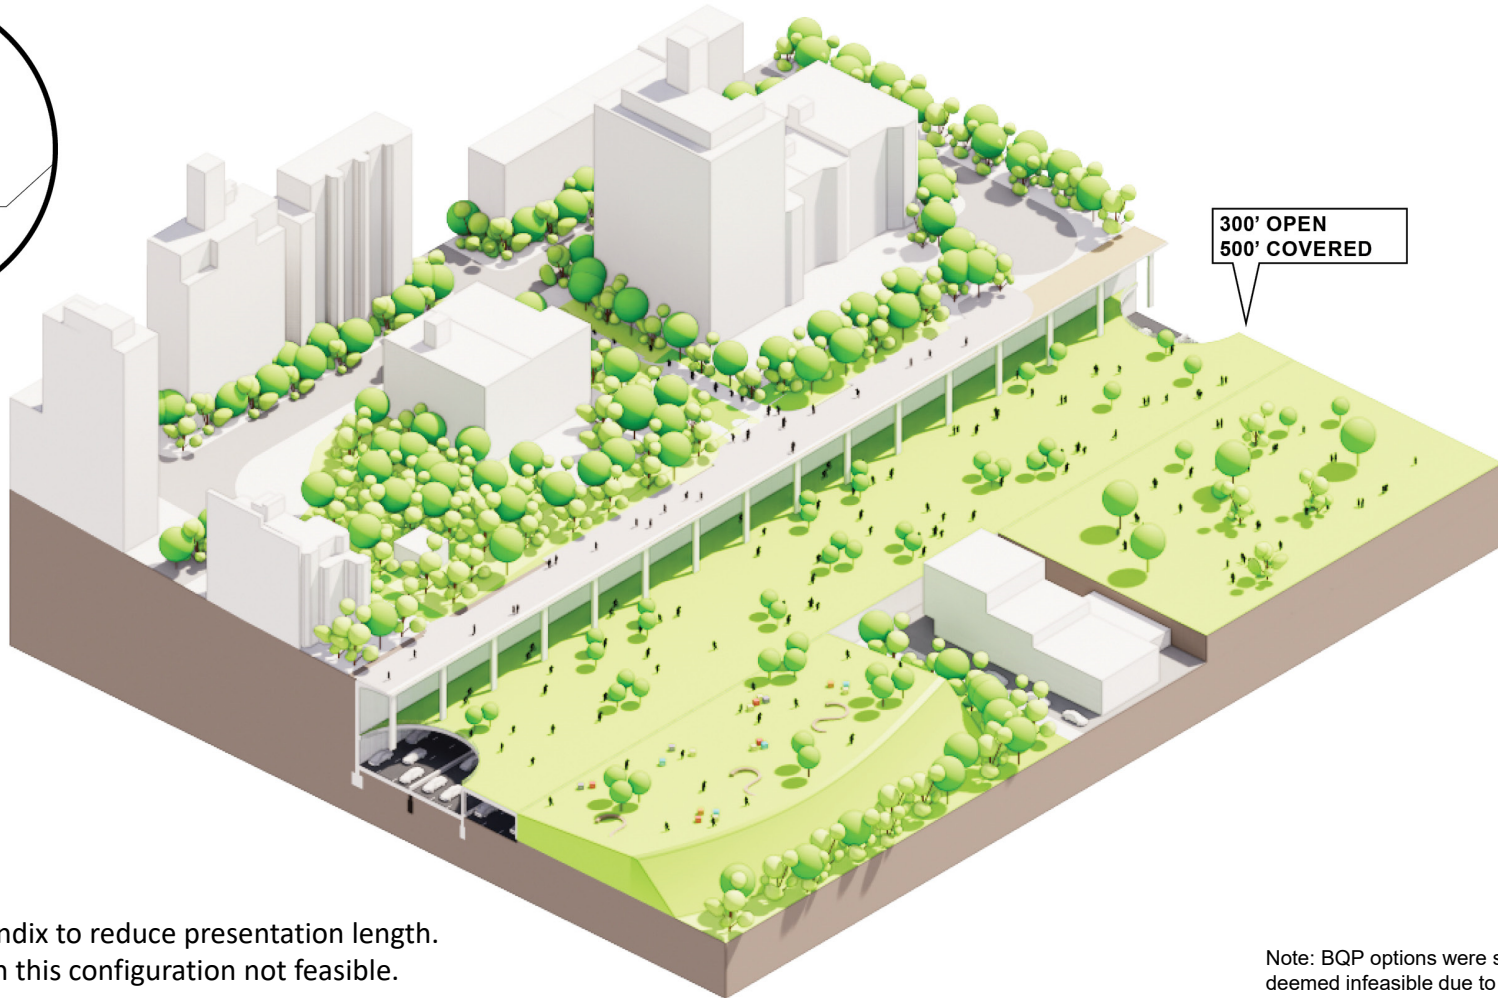 300’ OPEN
500’ COVERED
ndix to reduce presentation length.
n this configuration not feasible.
Note: BQP options were s
deemed infeasible due to